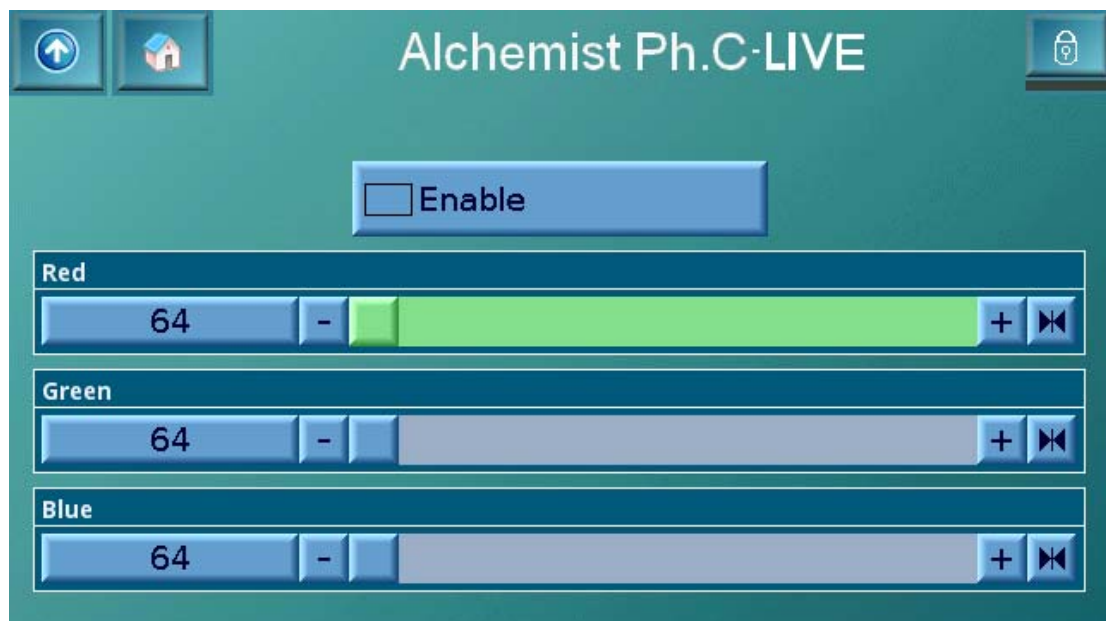 Alchemist Ph.C-LIVE
Enable
Red
64 - +
Green
64 - +
Blue
64 - +